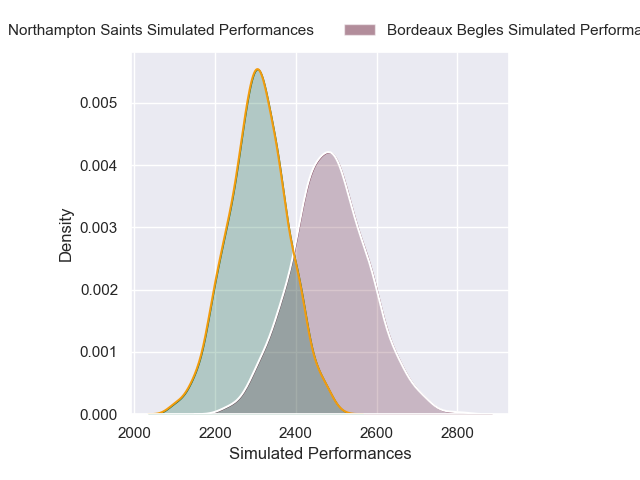 Northampton Saints Simulated Performances
Bordeaux Begles Simulated Performa
0.005
0.004
0.003
0.002
0.001
0.000
Density
2000 2200 2400 2600 2800
Simulated Performances